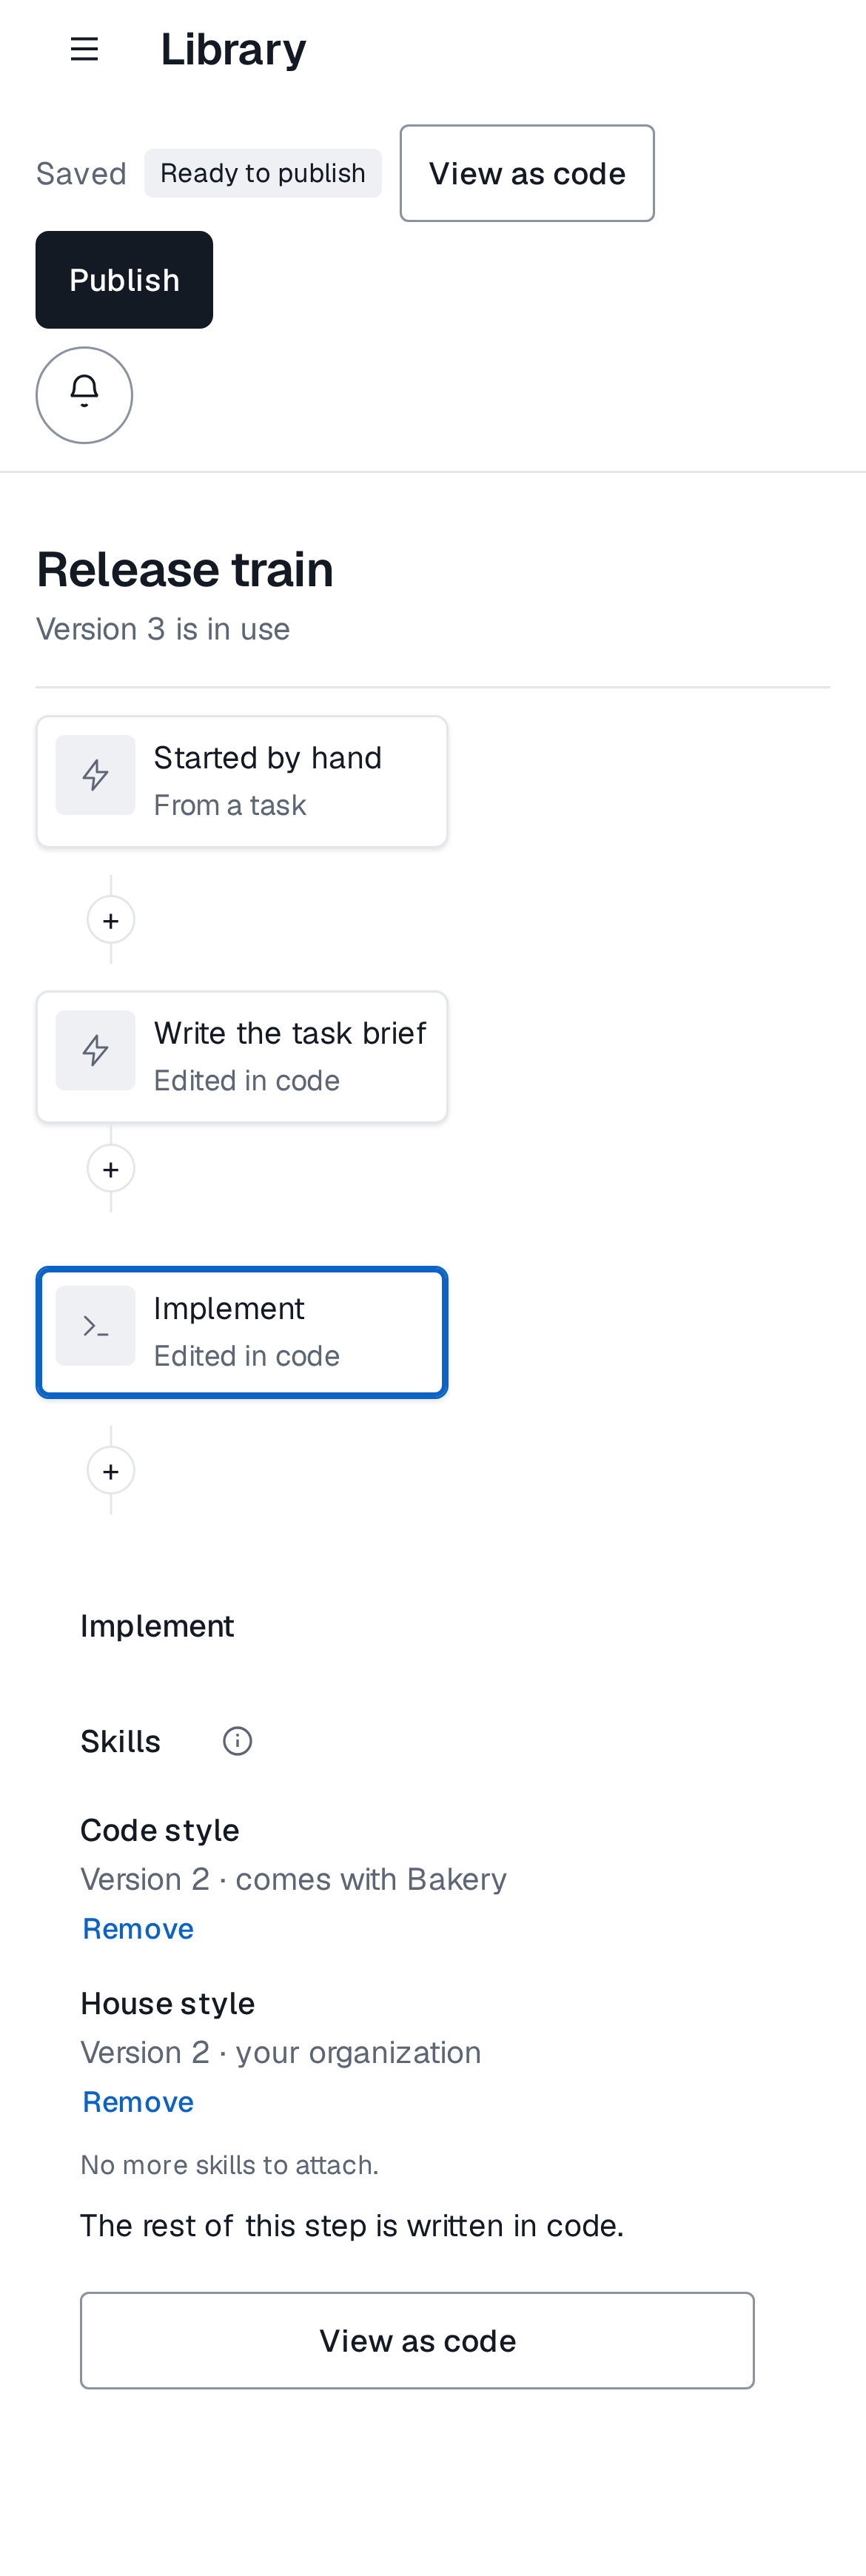 Library
Saved
Ready to publish
View as code
Publish
Release train
Version 3 is in use
Started by hand
From a task
+
Write the task brief
Edited in code
+
Implement
Edited in code
+
Implement
Skills
Code style
Version 2 · comes with Bakery
Remove
House style
Version 2 · your organization
Remove
No more skills to attach.
The rest of this step is written in code.
View as code